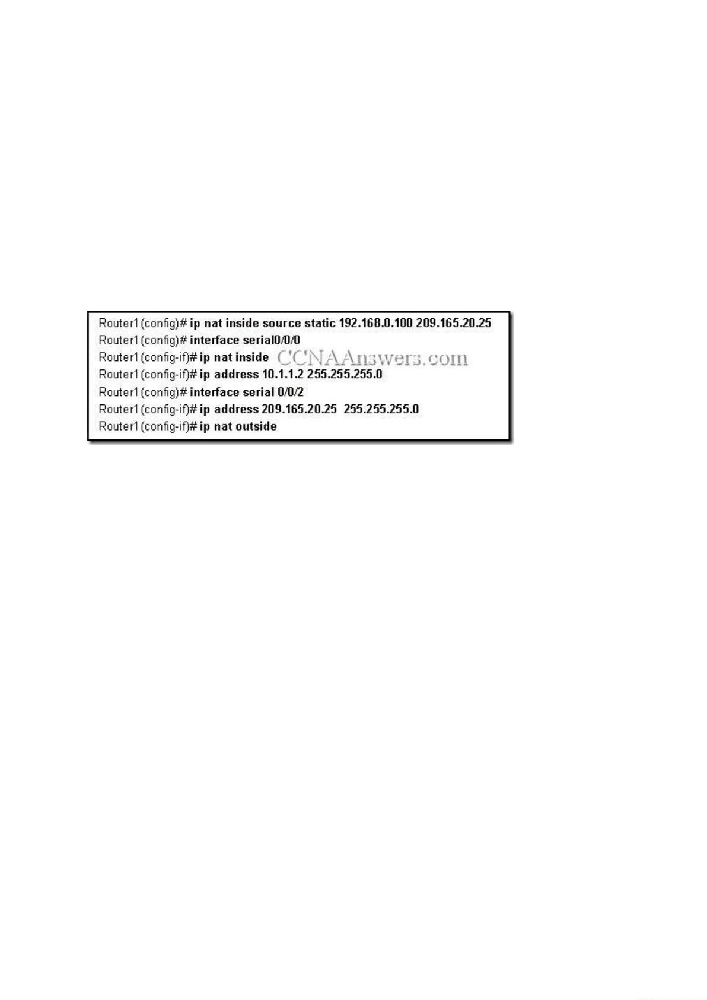 Router1(config)# ip nat inside source static 192.168.0.100 209.165.20.25
Router1(config)# interface serial0/0/0
Router1(config-if)# ip nat inside CCNAAnswers.com
Router1(config-if)# ip address 10.1.1.2 255.255.255.0
Router1(config)# interface serial 0/0/2
Router1(config-if)# ip address 209.165.20.25 255.255.255.0
Router1(config-if)# ip nat outside